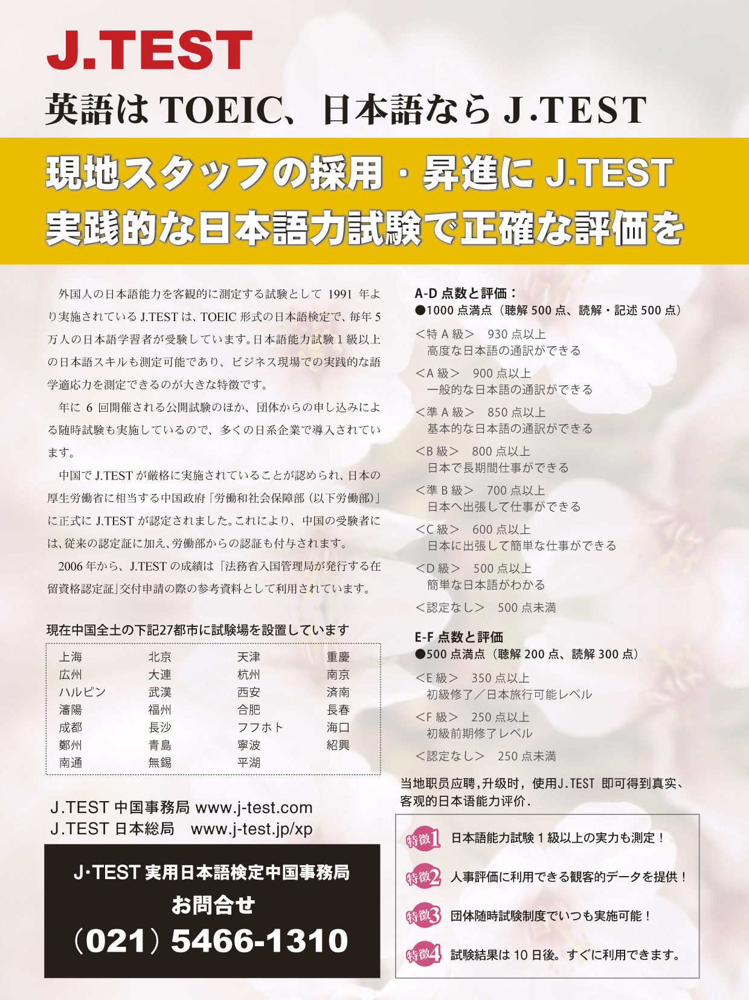 J.TEST
英語は TOEIC、日本語なら J.TEST
現地スタッフの採用・昇進に J.TEST
実践的な日本語力試験で正確な評価を
外国人の日本語能力を客観的に測定する試験として 1991 年よ
り実施されている J.TEST は、TOEIC 形式の日本語検定で、毎年 5
万人の日本語学習者が受験しています。日本語能力試験 1 級以上
の日本語スキルも測定可能であり、ビジネス現場での実践的な語
学適応力を測定できるのが大きな特徴です。
年に 6 回開催される公開試験のほか、団体からの申し込みによ
る随時試験も実施しているので、多くの日系企業で導入されてい
ます。
中国で J.TEST が厳格に実施されていることが認められ、日本の
厚生労働省に相当する中国政府「労働和社会保障部（以下労働部）」
に正式に J.TEST が認定されました。これにより、中国の受験者に
は、従来の認定証に加え、労働部からの認証も付与されます。
2006 年から、J.TEST の成績は「法務省入国管理局が発行する在
留資格認定証」交付申請の際の参考資料として利用されています。
現在中国全土の下記27都市に試験場を設置しています
上海 北京 天津 重慶
広州 大連 杭州 南京
ハルピン 武漢 西安 済南
瀋陽 福州 合肥 長春
成都 長沙 フフホト 海口
鄭州 青島 寧波 紹興
南通 無錫 平湖
J.TEST 中国事務局 www.j-test.com
J.TEST 日本総局 www.j-test.jp/xp
J･TEST 実用日本語検定中国事務局
お問合せ
（021）5466-1310
A-D 点数と評価：
●1000 点満点（聴解 500 点、読解・記述 500 点）
＜特 A 級＞ 930 点以上
高度な日本語の通訳ができる
＜A 級＞ 900 点以上
一般的な日本語の通訳ができる
＜準 A 級＞ 850 点以上
基本的な日本語の通訳ができる
＜B 級＞ 800 点以上
日本で長期間仕事ができる
＜準 B 級＞ 700 点以上
日本へ出張して仕事ができる
＜C 級＞ 600 点以上
日本に出張して簡単な仕事ができる
＜D 級＞ 500 点以上
簡単な日本語がわかる
＜認定なし＞ 500 点未満
E-F 点数と評価
●500 点満点（聴解 200 点、読解 300 点）
＜E 級＞ 350 点以上
初級修了／日本旅行可能レベル
＜F 級＞ 250 点以上
初級前期修了レベル
＜認定なし＞ 250 点未満
当地职员应聘,升级时, 使用J.TEST 即可得到真实、
客观的日本语能力评价.
特徴1 日本語能力試験 1 級以上の実力も測定！
特徴2 人事評価に利用できる観客的データを提供！
特徴3 団体随時試験制度でいつも実施可能！
特徴4 試験結果は 10 日後。すぐに利用できます。